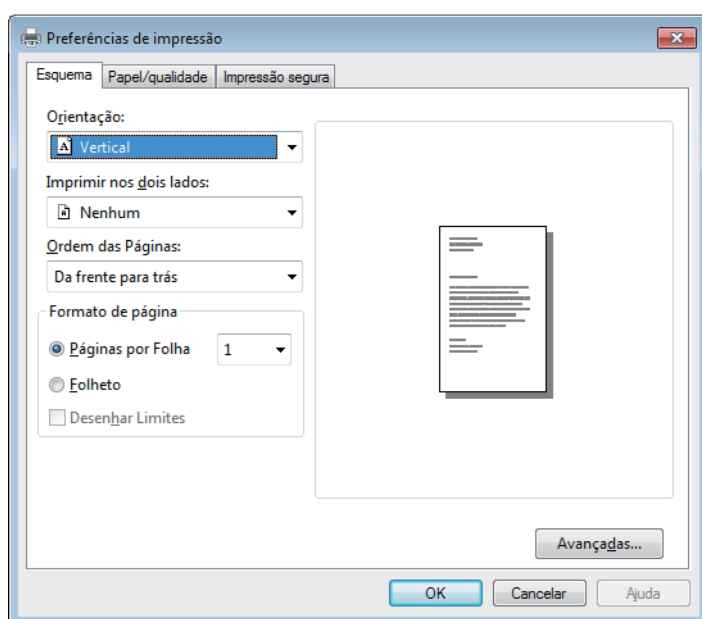 Preferências de impressão
Esquema Papel/qualidade Impressão segura
Orientação:
Vertical
Imprimir nos dois lados:
Nenhum
Ordem das Páginas:
Da frente para trás
Formato de página
Páginas por Folha 1
Folheto
Desenhar Limites
Avançadas...
OK Cancelar Ajuda